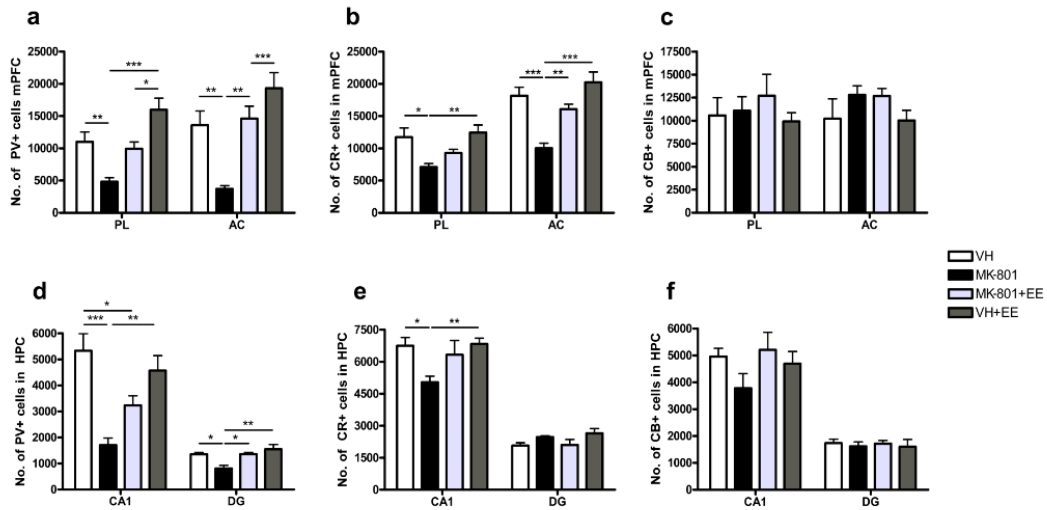 a
No. of PV+ cells mPFC
25000
20000
15000
10000
5000
0
**
***
*
**
**
***
PL
AC
b
No. of CR+ cells in mPFC
25000
20000
15000
10000
5000
0
*
**
***
**
***
PL
AC
c
No. of CB+ cells in mPFC
17500
15000
12500
10000
7500
5000
2500
0
PL
AC
VH
MK-801
MK-801+EE
VH+EE
d
No. of PV+ cells in HPC
6000
5000
4000
3000
2000
1000
0
*
***
**
**
*
*
CA1
DG
e
No. of CR+ cells in HPC
7500
6000
4500
3000
1500
0
*
**
CA1
DG
f
No. of CB+ cells in HPC
6000
5000
4000
3000
2000
1000
0
CA1
DG